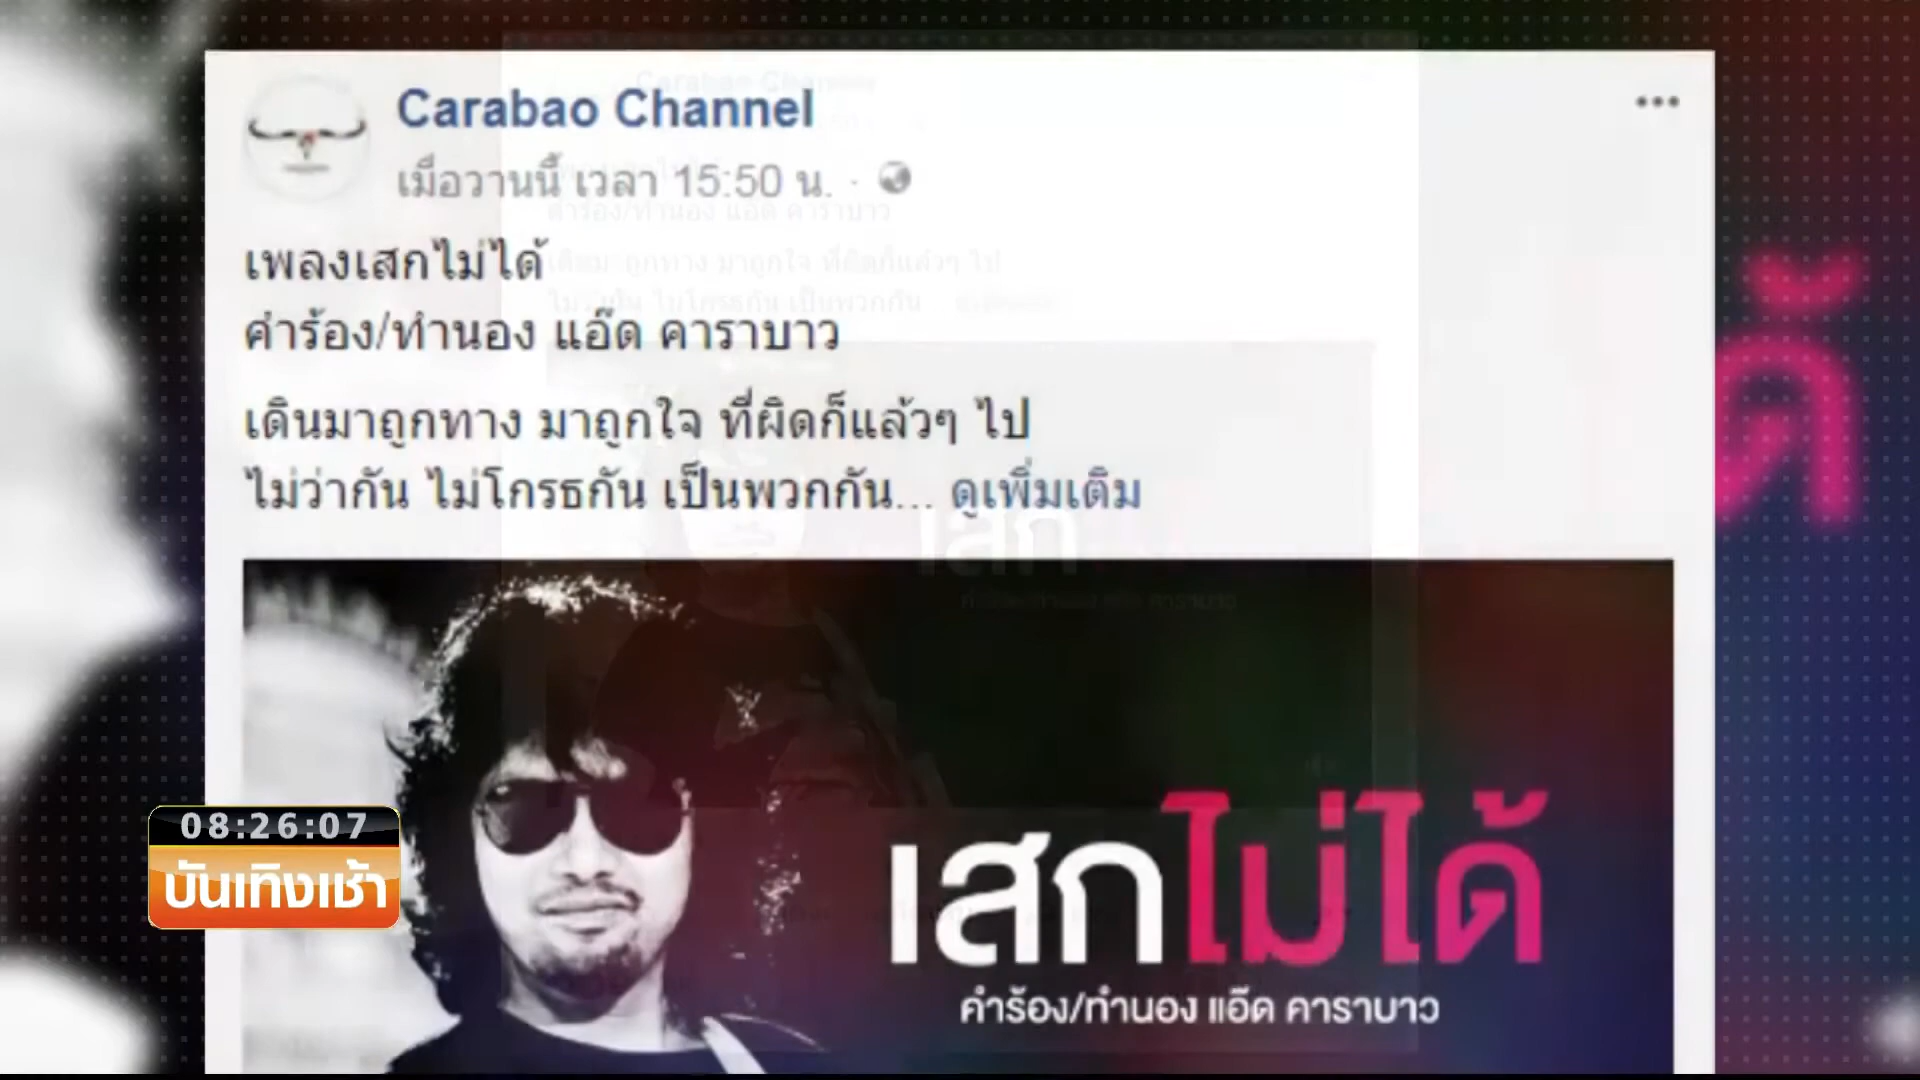 Carabao Channel
เมื่อวานนี้ เวลา 15:50 น. ·
เพลงเสกไม่ได้
คำร้อง/ทำนอง แอ๊ด คาราบาว
เดินมาถูกทาง มาถูกใจ ที่ผิดก็แล้วๆ ไป
ไม่ว่ากัน ไม่โกรธกัน เป็นพวกกัน... ดูเพิ่มเติม
เสกไม่ได้
คำร้อง/ทำนอง แอ๊ด คาราบาว
08:26:07
บันเทิงเช้า
ได้